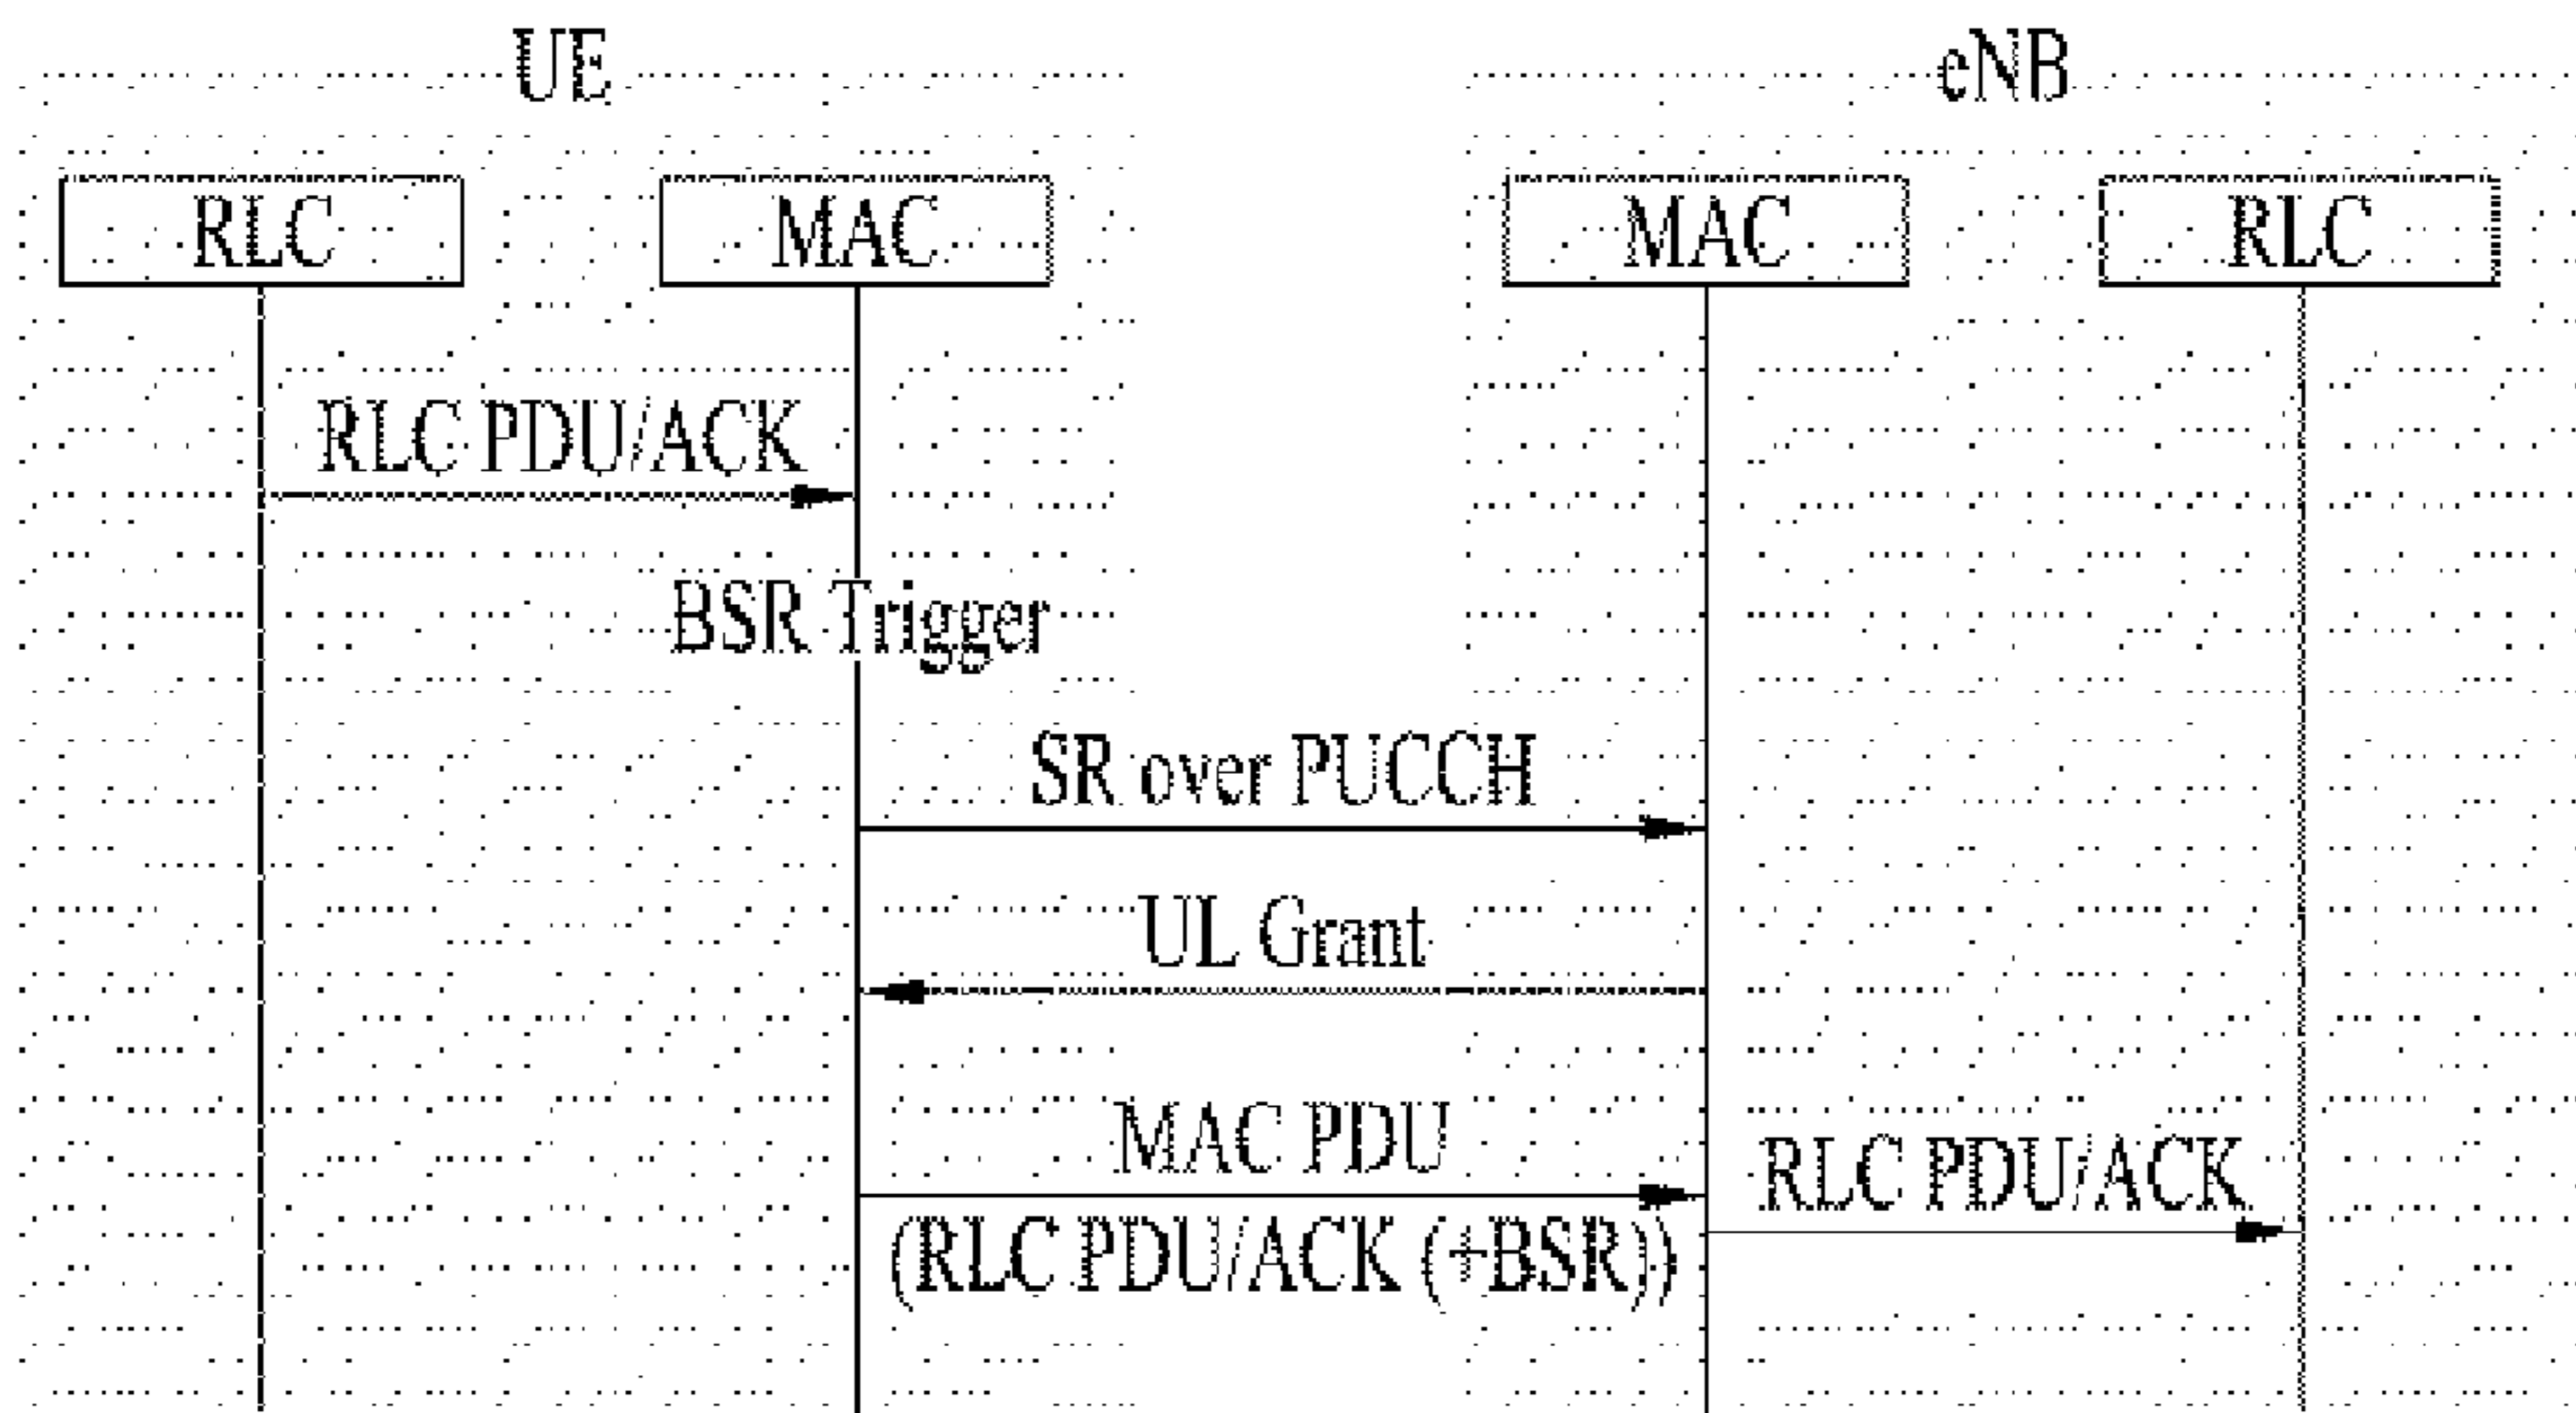 UE
eNB
RLC
MAC
MAC
RLC
RLC PDU/ACK
BSR Trigger
SR over PUCCH
UL Grant
MAC PDU
RLC PDU/ACK
(RLC PDU/ACK (+BSR))